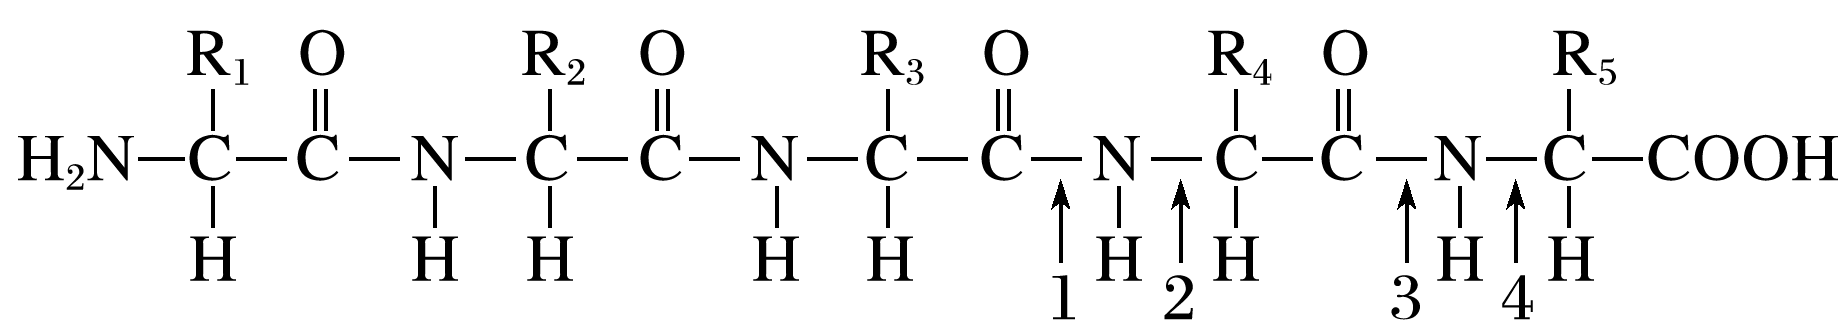 R₁ O R₂ O R₃ O R₄ O R₅
H₂N—C—C—N—C—C—N—C—C—N—C—C—N—C—COOH
H H H H H H H H H
1 2 3 4